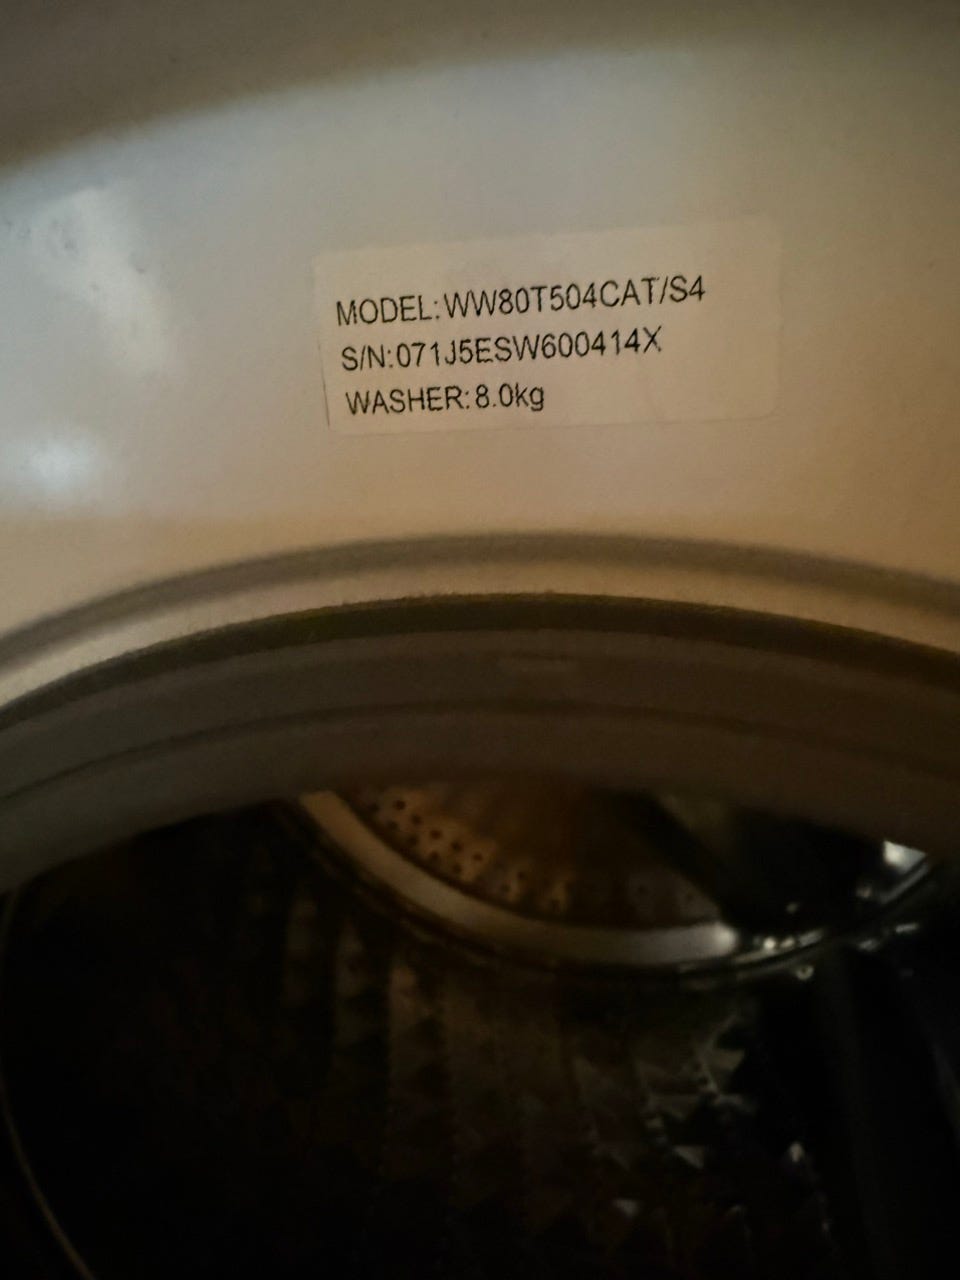 MODEL:WW80T504CAT/S4
S/N:071J5ESW600414X
WASHER:8.0kg